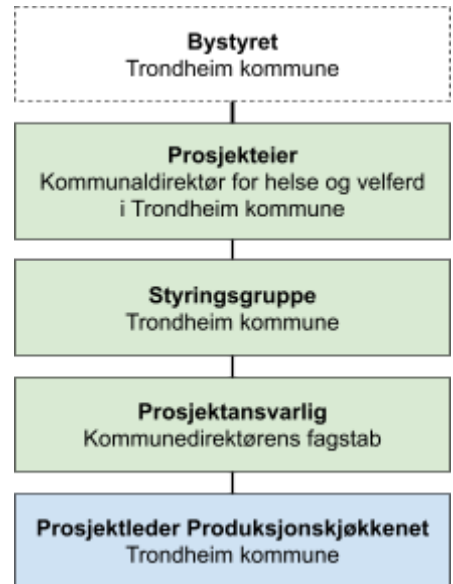 Bystyret
Trondheim kommune
Prosjekteier
Kommunaldirektør for helse og velferd
i Trondheim kommune
Styringsgruppe
Trondheim kommune
Prosjektansvarlig
Kommunedirektørens fagstab
Prosjektleder Produksjonskjøkkenet
Trondheim kommune